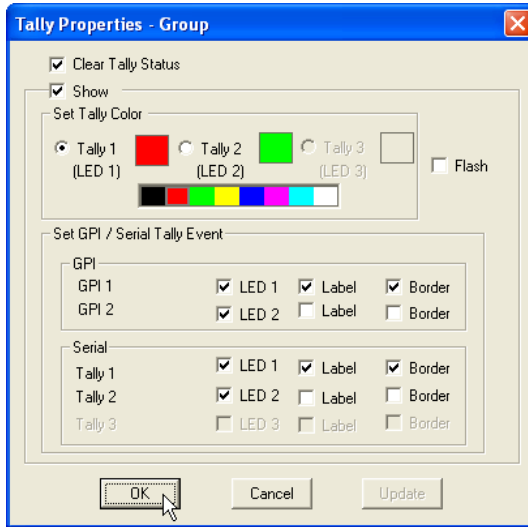 Tally Properties - Group
Clear Tally Status
Show
Set Tally Color
Tally 1 Tally 2 Tally 3
(LED 1) (LED 2) (LED 3)
Flash
Set GPI / Serial Tally Event
GPI
GPI 1 LED 1 Label Border
GPI 2 LED 2 Label Border
Serial
Tally 1 LED 1 Label Border
Tally 2 LED 2 Label Border
Tally 3 LED 3 Label Border
OK Cancel Update